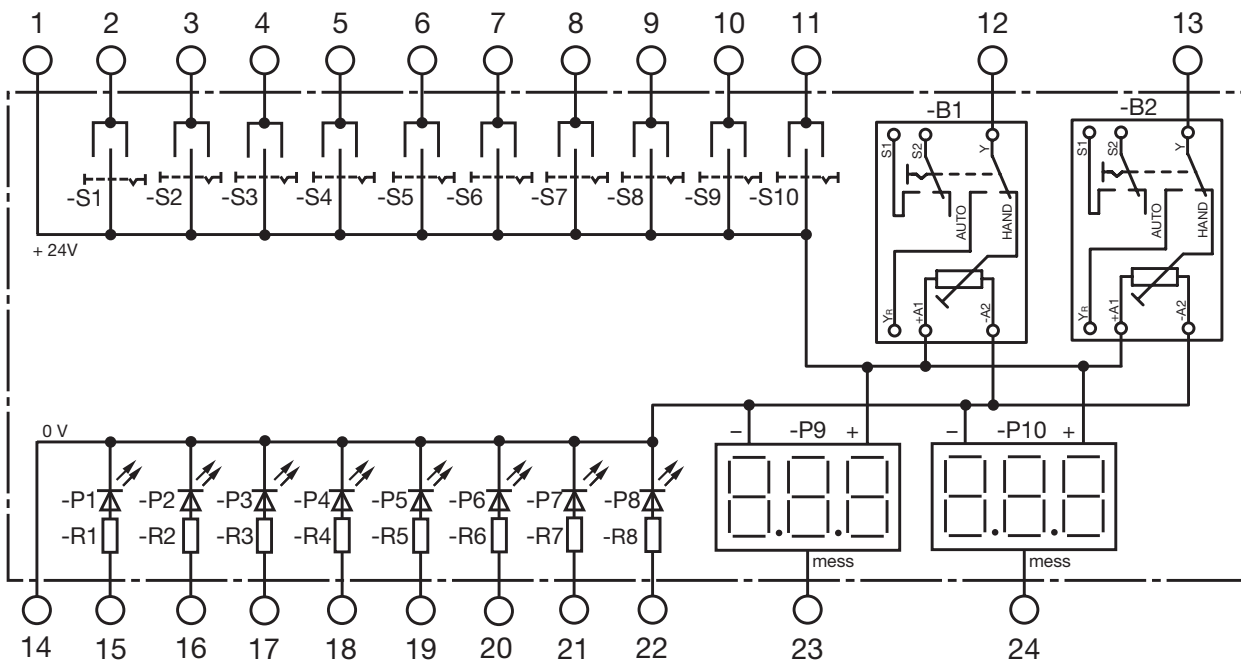 1 2 3 4 5 6 7 8 9 10 11 12 13
-B1 -B2
S1 S2 Y S1 S2 Y
-S1 -S2 -S3 -S4 -S5 -S6 -S7 -S8 -S9 -S10
AUTO HAND AUTO HAND
+ 24V
YR +A1 -A2 YR +A1 -A2
0 V
– -P9 + – -P10 +
-P1 -P2 -P3 -P4 -P5 -P6 -P7 -P8
-R1 -R2 -R3 -R4 -R5 -R6 -R7 -R8
mess mess
14 15 16 17 18 19 20 21 22 23 24